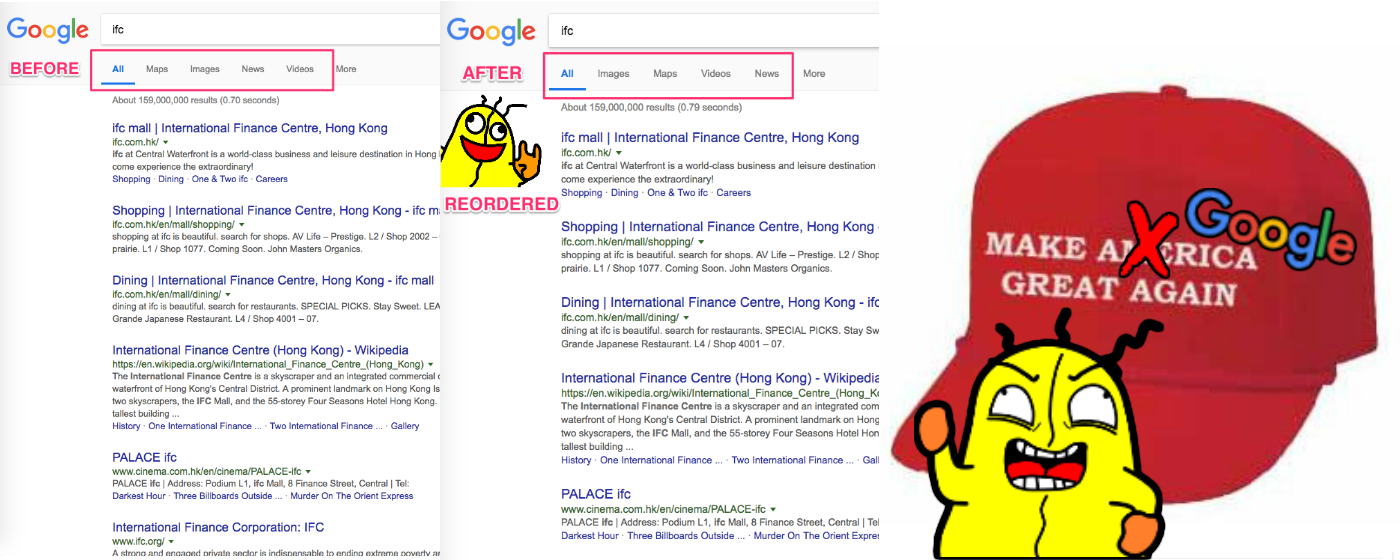 Google
ifc
BEFORE
All Maps Images News Videos More
About 159,000,000 results (0.70 seconds)
ifc mall | International Finance Centre, Hong Kong
ifc.com.hk/
ifc at Central Waterfront is a world-class business and leisure destination in Hong
come experience the extraordinary!
Shopping · Dining · One & Two ifc · Careers
Shopping | International Finance Centre, Hong Kong - ifc m
ifc.com.hk/en/mall/shopping/
shopping at ifc is beautiful. search for shops. AV Life – Prestige. L2 / Shop 2002 –
prairie. L1 / Shop 1077. Coming Soon. John Masters Organics.
Dining | International Finance Centre, Hong Kong - ifc mall
ifc.com.hk/en/mall/dining/
dining at ifc is beautiful. search for restaurants. SPECIAL PICKS. Stay Sweet. LEA
Grande Japanese Restaurant. L4 / Shop 4001 – 07.
International Finance Centre (Hong Kong) - Wikipedia
https://en.wikipedia.org/wiki/International_Finance_Centre_(Hong_Kong)
The International Finance Centre is a skyscraper and an integrated commercial
waterfront of Hong Kong's Central District. A prominent landmark on Hong Kong Is
two skyscrapers, the IFC Mall, and the 55-storey Four Seasons Hotel Hong Kong.
tallest building ...
History · One International Finance ... · Two International Finance ... · Gallery
PALACE ifc
www.cinema.com.hk/en/cinema/PALACE-ifc
PALACE ifc | Address: Podium L1, ifc Mall, 8 Finance Street, Central | Tel:
Darkest Hour · Three Billboards Outside ... · Murder On The Orient Express
International Finance Corporation: IFC
www.ifc.org/
A strong and engaged private sector is indispensable to ending extreme poverty
Google
ifc
AFTER
All Images Maps Videos News More
About 159,000,000 results (0.79 seconds)
REORDERED
ifc mall | International Finance Centre, Hong Kong
ifc.com.hk/
ifc at Central Waterfront is a world-class business and leisure destination
come experience the extraordinary!
Shopping · Dining · One & Two ifc · Careers
Shopping | International Finance Centre, Hong Kong -
ifc.com.hk/en/mall/shopping/
shopping at ifc is beautiful. search for shops. AV Life – Prestige. L2 / Sho
prairie. L1 / Shop 1077. Coming Soon. John Masters Organics.
Dining | International Finance Centre, Hong Kong - ifc
ifc.com.hk/en/mall/dining/
dining at ifc is beautiful. search for restaurants. SPECIAL PICKS. Stay Sw
Grande Japanese Restaurant. L4 / Shop 4001 – 07.
International Finance Centre (Hong Kong) - Wikipedia
https://en.wikipedia.org/wiki/International_Finance_Centre_(Hong_Ko
The International Finance Centre is a skyscraper and an integrated com
waterfront of Hong Kong's Central District. A prominent landmark on Hong
two skyscrapers, the IFC Mall, and the 55-storey Four Seasons Hotel Hon
tallest building ...
History · One International Finance ... · Two International Finance ... · Gall
PALACE ifc
www.cinema.com.hk/en/cinema/PALACE-ifc
PALACE ifc | Address: Podium L1, ifc Mall, 8 Finance Street, Central | Tel
Darkest Hour · Three Billboards Outside ... · Murder On The Orient Expres
Google
MAKE AMERICA
GREAT AGAIN